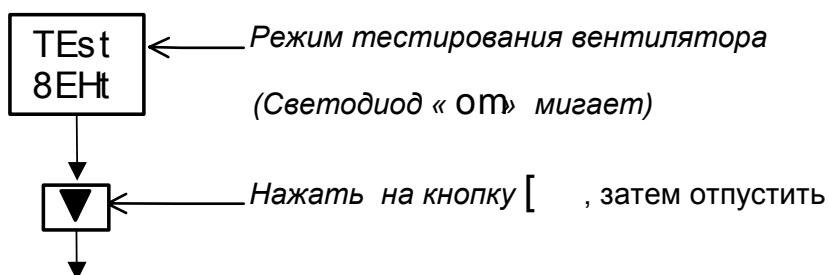 TEst
8EHt
Режим тестирования вентилятора
(Светодиод « om» мигает)
Нажать на кнопку [ , затем отпустить